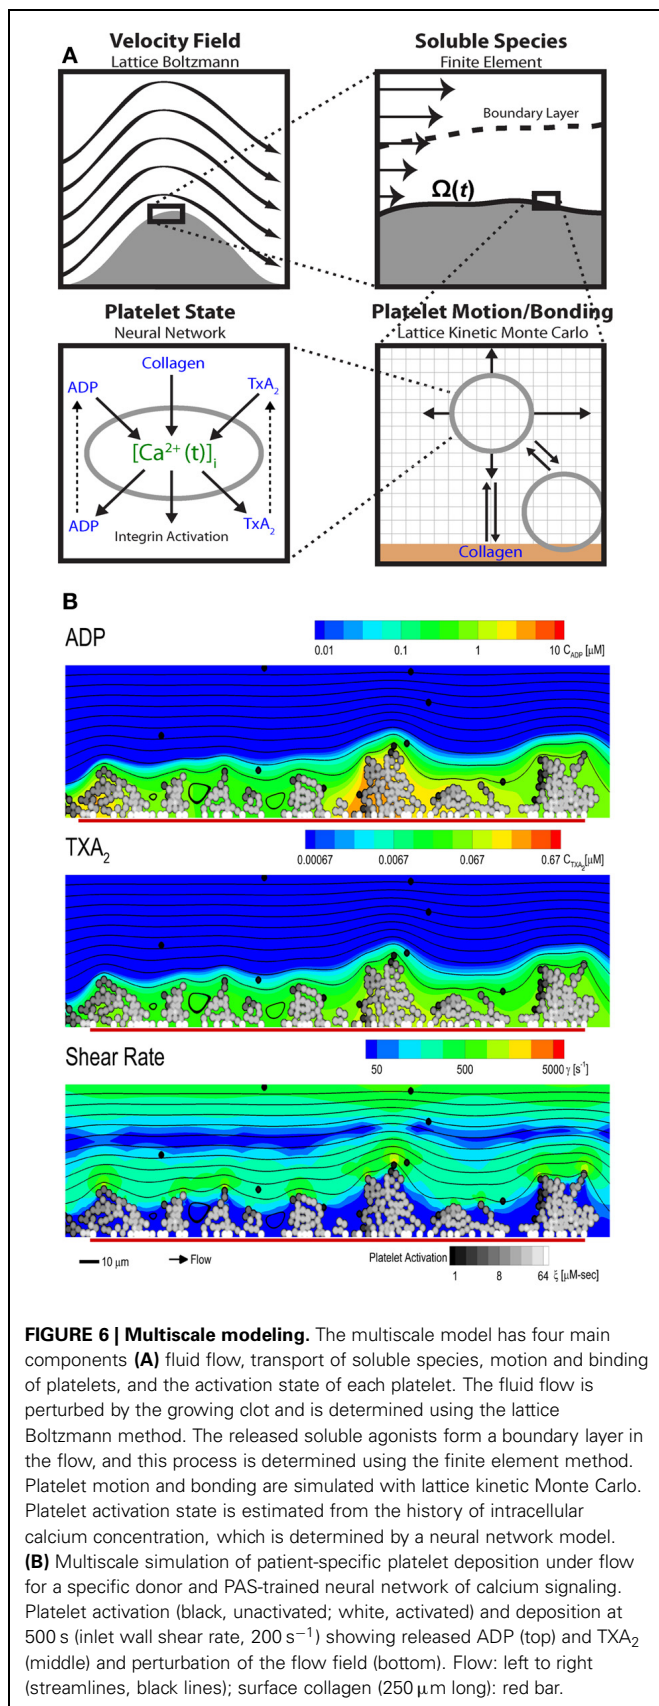 A
Velocity Field
Lattice Boltzmann
Soluble Species
Finite Element
Boundary Layer
Ω(t)
Platelet State
Neural Network
Collagen
ADP
TxA2
[Ca2+(t)]i
ADP
Integrin Activation
TxA2
Platelet Motion/Bonding
Lattice Kinetic Monte Carlo
Collagen
B
ADP
0.01 0.1 1 10 CADP [μM]
TXA2
0.00067 0.0067 0.067 0.67 CTXA2[μM]
Shear Rate
50 500 5000 γ [s-1]
10 μm
Flow
Platelet Activation
1 8 64 ξ [μM-sec]
FIGURE 6 | Multiscale modeling. The multiscale model has four main
components (A) fluid flow, transport of soluble species, motion and binding
of platelets, and the activation state of each platelet. The fluid flow is
perturbed by the growing clot and is determined using the lattice
Boltzmann method. The released soluble agonists form a boundary layer in
the flow, and this process is determined using the finite element method.
Platelet motion and bonding are simulated with lattice kinetic Monte Carlo.
Platelet activation state is estimated from the history of intracellular
calcium concentration, which is determined by a neural network model.
(B) Multiscale simulation of patient-specific platelet deposition under flow
for a specific donor and PAS-trained neural network of calcium signaling.
Platelet activation (black, unactivated; white, activated) and deposition at
500 s (inlet wall shear rate, 200 s−1) showing released ADP (top) and TXA2
(middle) and perturbation of the flow field (bottom). Flow: left to right
(streamlines, black lines); surface collagen (250 μm long): red bar.